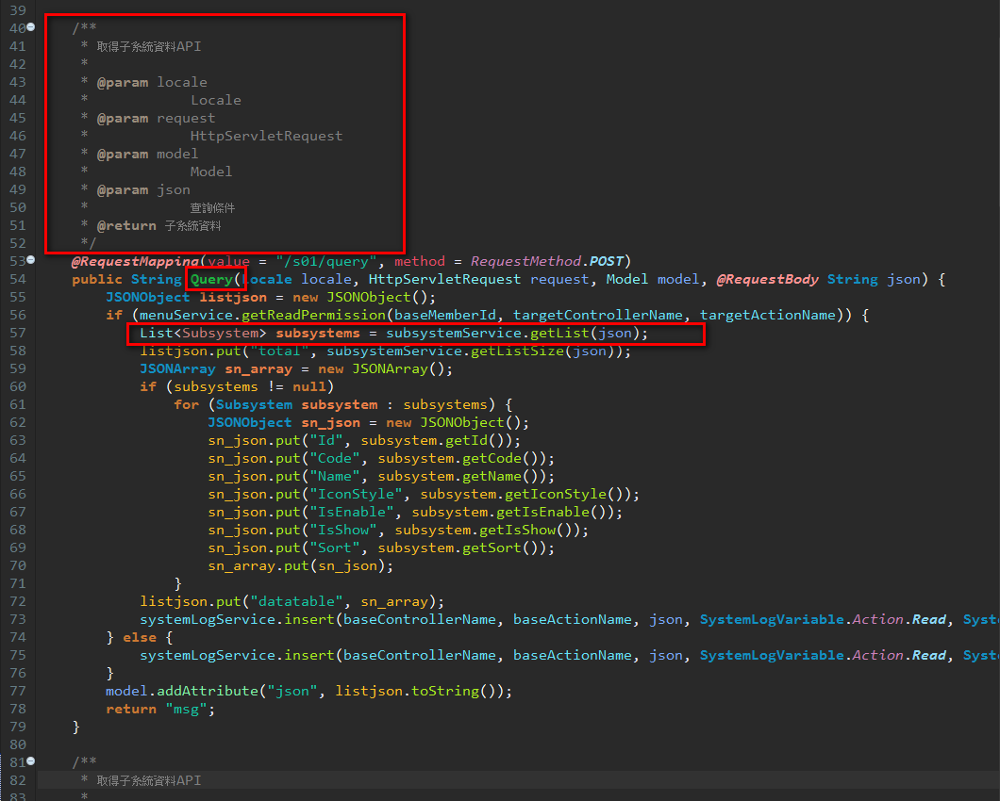 39
40 /**
41 * 取得子系統資料API
42 *
43 * @param locale
44 * Locale
45 * @param request
46 * HttpServletRequest
47 * @param model
48 * Model
49 * @param json
50 * 查詢條件
51 * @return 子系統資料
52 */
53 @RequestMapping(value = "/s01/query", method = RequestMethod.POST)
54 public String Query(Locale locale, HttpServletRequest request, Model model, @RequestBody String json) {
55 JSONObject listjson = new JSONObject();
56 if (menuService.getReadPermission(baseMemberId, targetControllerName, targetActionName)) {
57 List<Subsystem> subsystems = subsystemService.getList(json);
58 listjson.put("total", subsystemService.getListSize(json));
59 JSONArray sn_array = new JSONArray();
60 if (subsystems != null)
61 for (Subsystem subsystem : subsystems) {
62 JSONObject sn_json = new JSONObject();
63 sn_json.put("Id", subsystem.getId());
64 sn_json.put("Code", subsystem.getCode());
65 sn_json.put("Name", subsystem.getName());
66 sn_json.put("IconStyle", subsystem.getIconStyle());
67 sn_json.put("IsEnable", subsystem.getIsEnable());
68 sn_json.put("IsShow", subsystem.getIsShow());
69 sn_json.put("Sort", subsystem.getSort());
70 sn_array.put(sn_json);
71 }
72 listjson.put("datatable", sn_array);
73 systemLogService.insert(baseControllerName, baseActionName, json, SystemLogVariable.Action.Read, Syst
74 } else {
75 systemLogService.insert(baseControllerName, baseActionName, json, SystemLogVariable.Action.Read, Syst
76 }
77 model.addAttribute("json", listjson.toString());
78 return "msg";
79 }
80
81 /**
82 * 取得子系統資料API
83 *